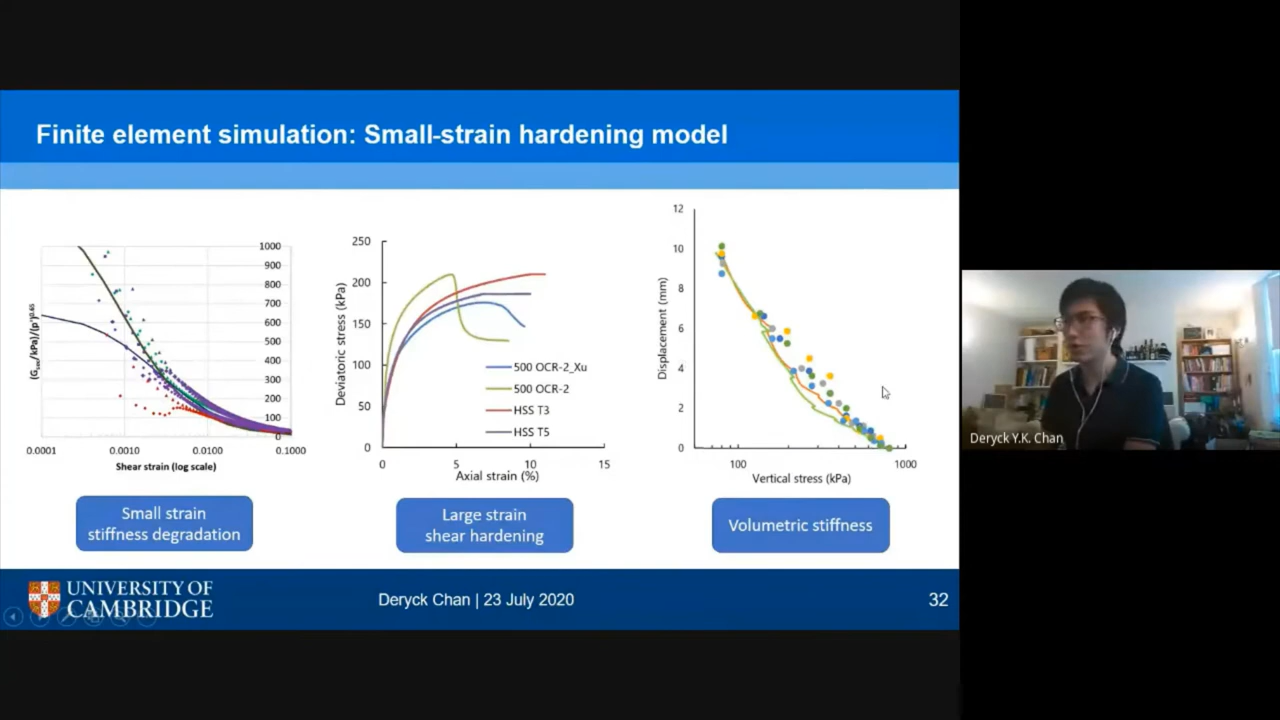 Finite element simulation: Small-strain hardening model
(Gsec/kPa)/(p')^0.65
1000
900
800
700
600
500
400
300
200
100
0
0.0001
0.0010
0.0100
0.1000
Shear strain (log scale)
Deviatoric stress (kPa)
250
200
150
100
50
0
500 OCR-2_Xu
500 OCR-2
HSS T3
HSS T5
0
5
10
15
Axial strain (%)
Displacement (mm)
12
10
8
6
4
2
0
100
1000
Vertical stress (kPa)
Small strain
stiffness degradation
Large strain
shear hardening
Volumetric stiffness
UNIVERSITY OF
CAMBRIDGE
Deryck Chan | 23 July 2020
32
Deryck Y.K. Chan